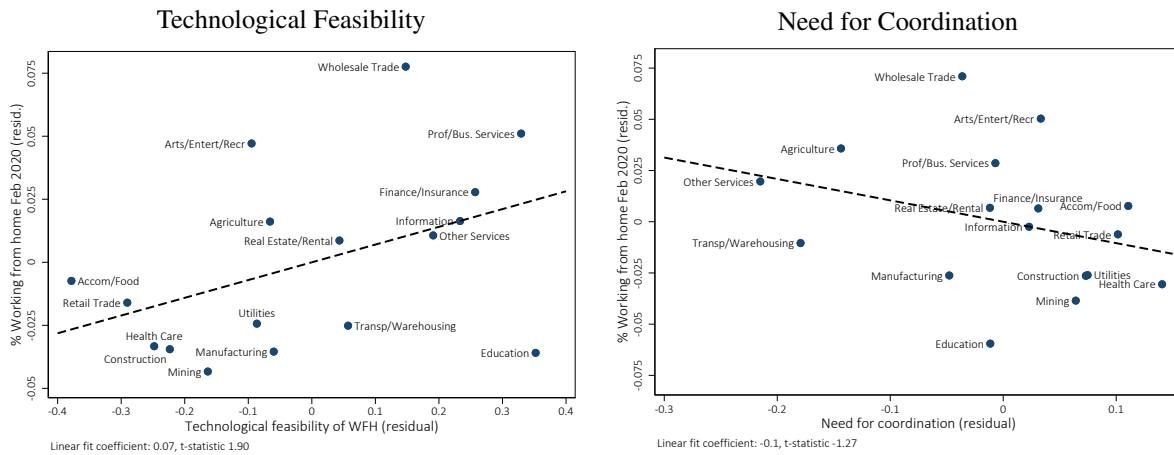 Technological Feasibility
% Working from home Feb 2020 (resid.)
0.075
0.05
0.025
0
-0.025
-0.05
Wholesale Trade
Prof/Bus. Services
Arts/Entert/Recr
Finance/Insurance
Agriculture
Information
Other Services
Real Estate/Rental
Accom/Food
Retail Trade
Utilities
Transp/Warehousing
Health Care
Construction
Manufacturing
Education
Mining
-0.4 -0.3 -0.2 -0.1 0 0.1 0.2 0.3 0.4
Technological feasibility of WFH (residual)
Linear fit coefficient: 0.07, t-statistic 1.90
Need for Coordination
% Working from home Feb 2020 (resid.)
0.075
0.05
0.025
0
-0.025
-0.05
-0.075
Wholesale Trade
Arts/Entert/Recr
Agriculture
Prof/Bus. Services
Other Services
Finance/Insurance
Real Estate/Rental
Accom/Food
Information
Retail Trade
Transp/Warehousing
Manufacturing
Construction
Utilities
Health Care
Mining
Education
-0.3 -0.2 -0.1 0 0.1
Need for coordination (residual)
Linear fit coefficient: -0.1, t-statistic -1.27